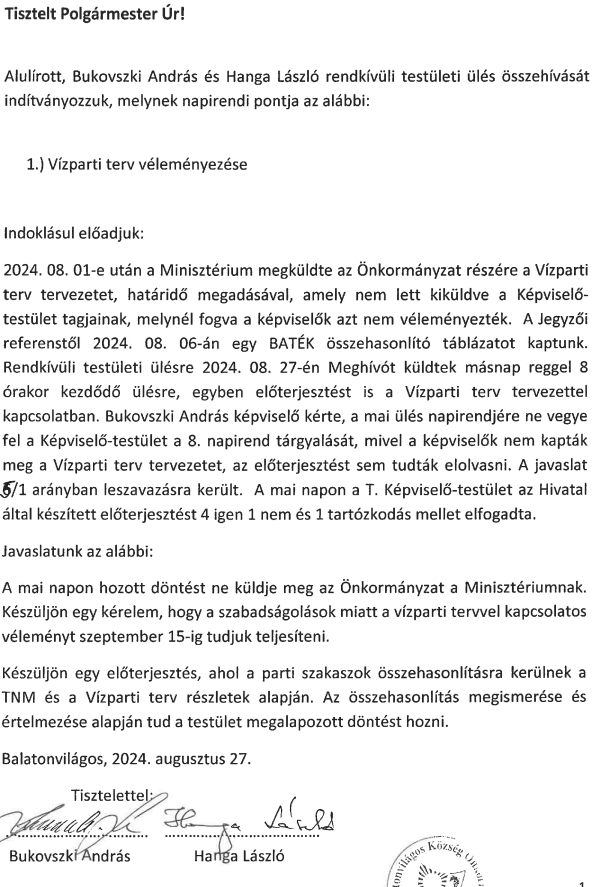 Tisztelt Polgármester Úr!
Alulírott, Bukovszki András és Hanga László rendkívüli testületi ülés összehívását
indítványozzuk, melynek napirendi pontja az alábbi:
1.) Vízparti terv véleményezése
Indoklásul előadjuk:
2024. 08. 01-e után a Minisztérium megküldte az Önkormányzat részére a Vízparti
terv tervezetet, határidő megadásával, amely nem lett kiküldve a Képviselő-
testület tagjainak, melynél fogva a képviselők azt nem véleményezték. A Jegyzői
referenstől 2024. 08. 06-án egy BATÉK összehasonlító táblázatot kaptunk.
Rendkívüli testületi ülésre 2024. 08. 27-én Meghívót küldtek másnap reggel 8
órakor kezdődő ülésre, egyben előterjesztést is a Vízparti terv tervezettel
kapcsolatban. Bukovszki András képviselő kérte, a mai ülés napirendjére ne vegye
fel a Képviselő-testület a 8. napirend tárgyalását, mivel a képviselők nem kapták
meg a Vízparti terv tervezetet, az előterjesztést sem tudták elolvasni. A javaslat
5/1 arányban leszavazásra került. A mai napon a T. Képviselő-testület az Hivatal
által készített előterjesztést 4 igen 1 nem és 1 tartózkodás mellet elfogadta.
Javaslatunk az alábbi:
A mai napon hozott döntést ne küldje meg az Önkormányzat a Minisztériumnak.
Készüljön egy kérelem, hogy a szabadságolások miatt a vízparti tervvel kapcsolatos
véleményt szeptember 15-ig tudjuk teljesíteni.
Készüljön egy előterjesztés, ahol a parti szakaszok összehasonlításra kerülnek a
TNM és a Vízparti terv részletek alapján. Az összehasonlítás megismerése és
értelmezése alapján tud a testület megalapozott döntést hozni.
Balatonvilágos, 2024. augusztus 27.
Tisztelettel:
Hanga László
Bukovszki András Hanga László
Község
1